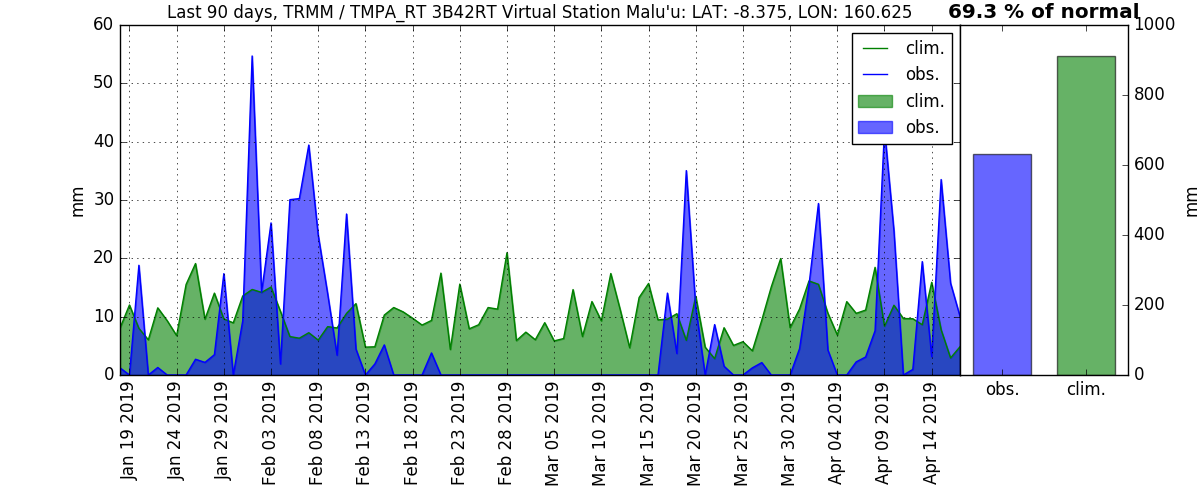 Last 90 days, TRMM / TMPA_RT 3B42RT Virtual Station Malu'u: LAT: -8.375, LON: 160.625
69.3 % of normal
60
50
40
30
20
10
0
mm
clim.
obs.
clim.
obs.
1000
800
600
400
200
0
mm
obs.
clim.
Jan 19 2019
Jan 24 2019
Jan 29 2019
Feb 03 2019
Feb 08 2019
Feb 13 2019
Feb 18 2019
Feb 23 2019
Feb 28 2019
Mar 05 2019
Mar 10 2019
Mar 15 2019
Mar 20 2019
Mar 25 2019
Mar 30 2019
Apr 04 2019
Apr 09 2019
Apr 14 2019